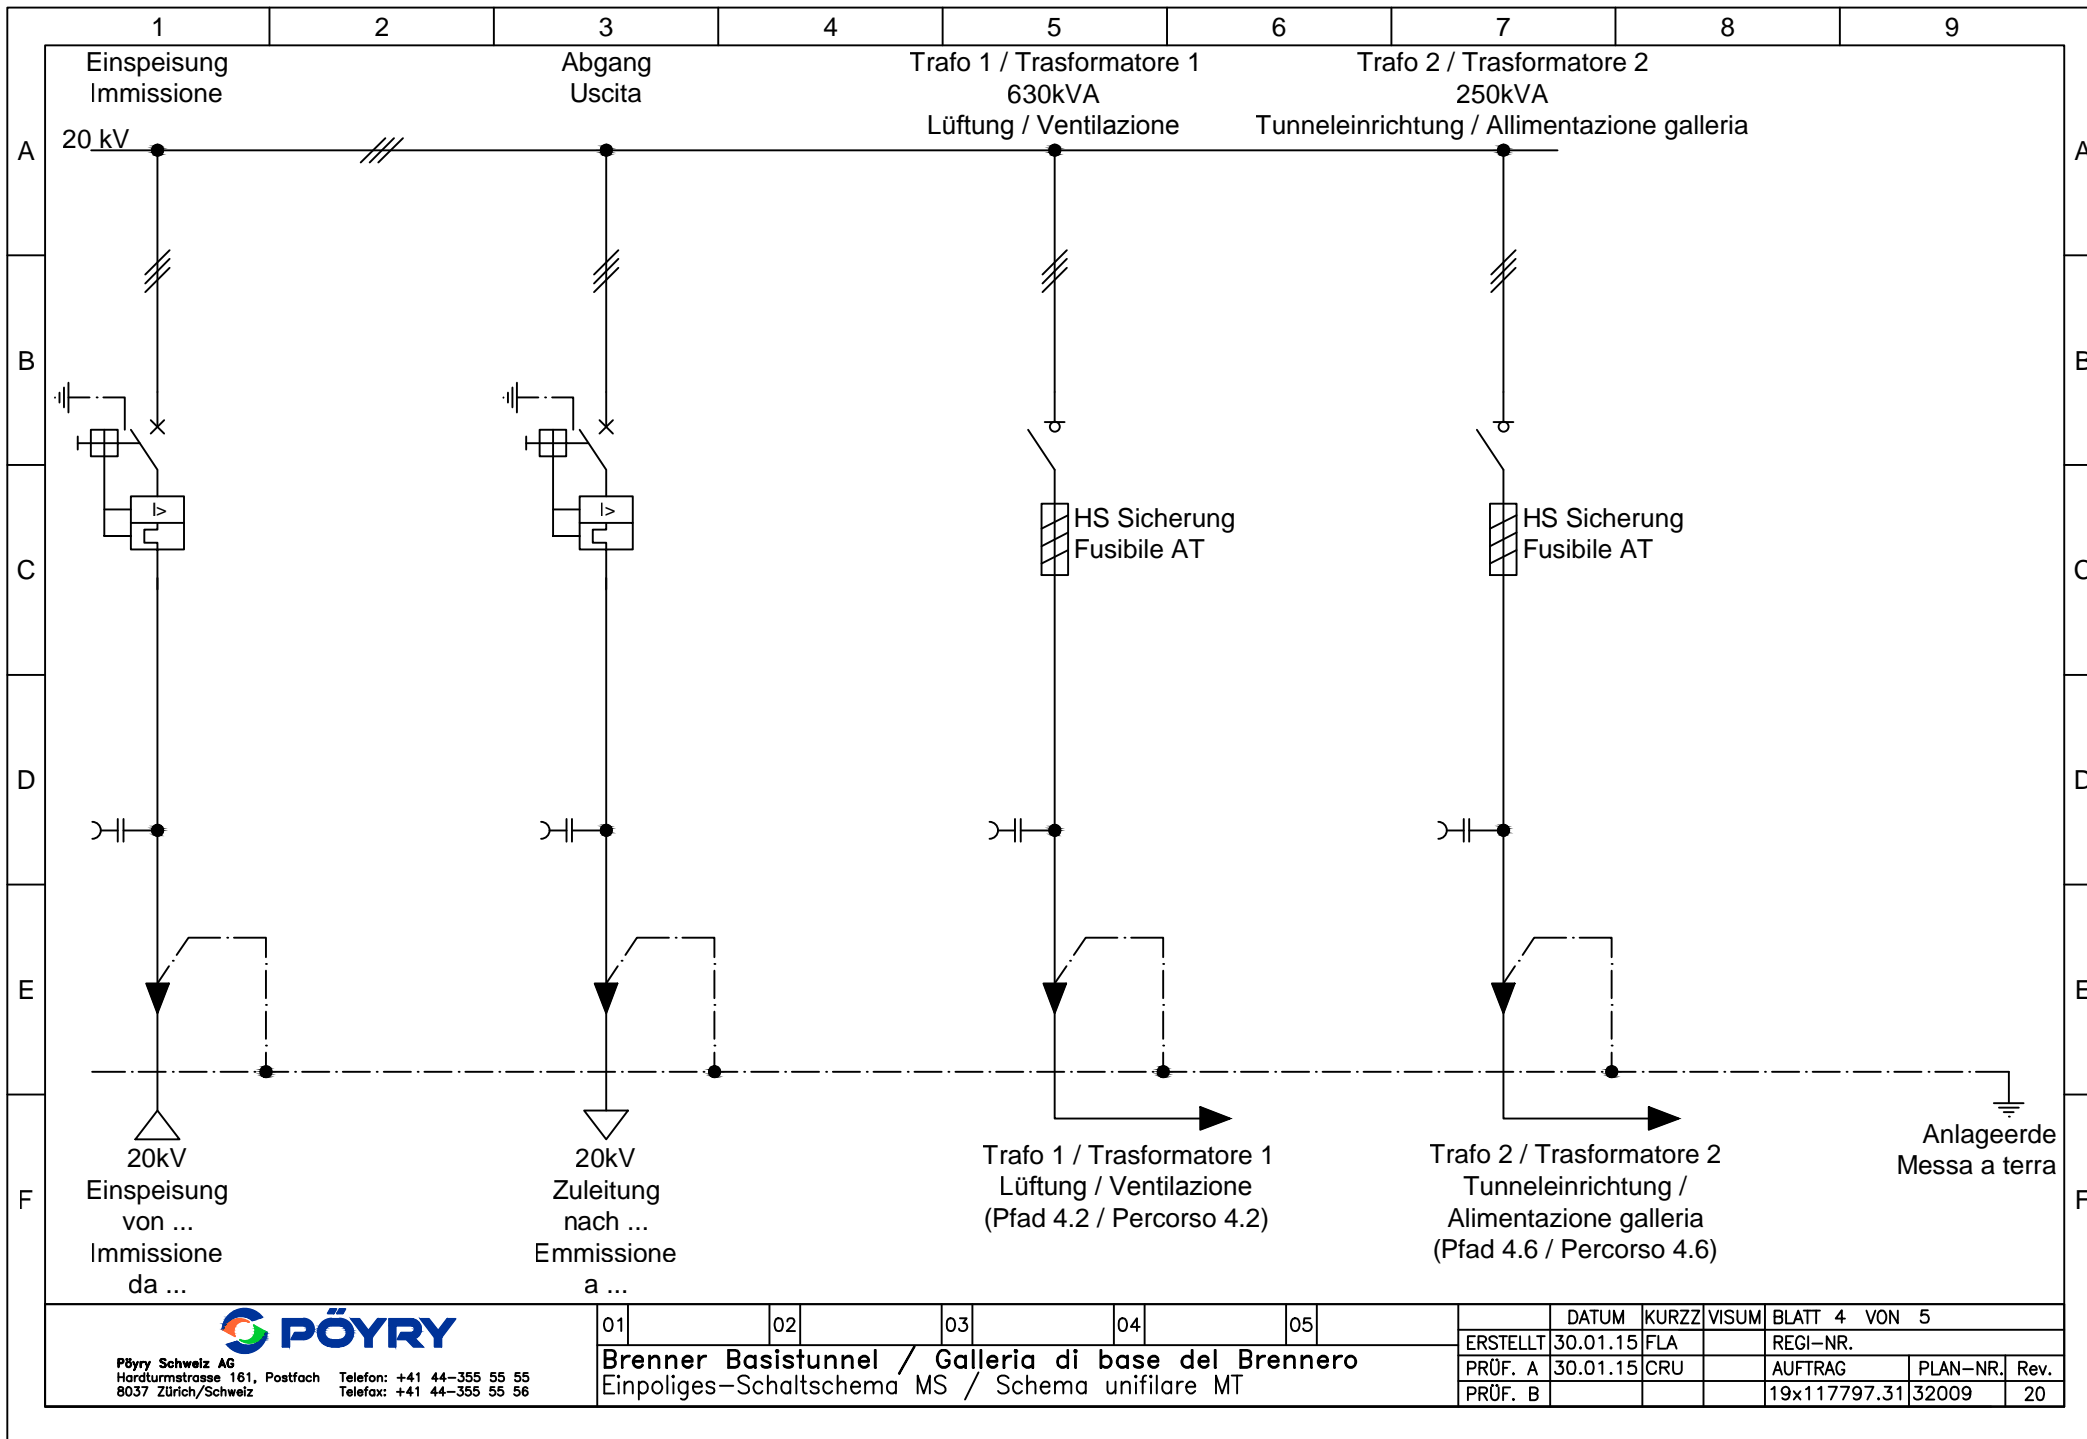 1 2 3 4 5 6 7 8 9
Einspeisung
Immissione
Abgang
Uscita
Trafo 1 / Trasformatore 1
630kVA
Lüftung / Ventilazione
Trafo 2 / Trasformatore 2
250kVA
Tunneleinrichtung / Allimentazione galleria
20 kV
A A
B B
I> I>
HS Sicherung
Fusibile AT
HS Sicherung
Fusibile AT
C C
D D
E E
20kV
Einspeisung
von ...
Immissione
da ...
20kV
Zuleitung
nach ...
Emmissione
a ...
Trafo 1 / Trasformatore 1
Lüftung / Ventilazione
(Pfad 4.2 / Percorso 4.2)
Trafo 2 / Trasformatore 2
Tunneleinrichtung /
Alimentazione galleria
(Pfad 4.6 / Percorso 4.6)
Anlageerde
Messa a terra
F F
PÖYRY
Pöyry Schweiz AG
Hardturmstrasse 161, Postfach Telefon: +41 44-355 55 55
8037 Zürich/Schweiz Telefax: +41 44-355 55 56
01 02 03 04 05
Brenner Basistunnel / Galleria di base del Brennero
Einpoliges-Schaltschema MS / Schema unifilare MT
DATUM KURZZ VISUM BLATT 4 VON 5
ERSTELLT 30.01.15 FLA REGI-NR.
PRÜF. A 30.01.15 CRU AUFTRAG PLAN-NR. Rev.
PRÜF. B 19x117797.31 32009 20